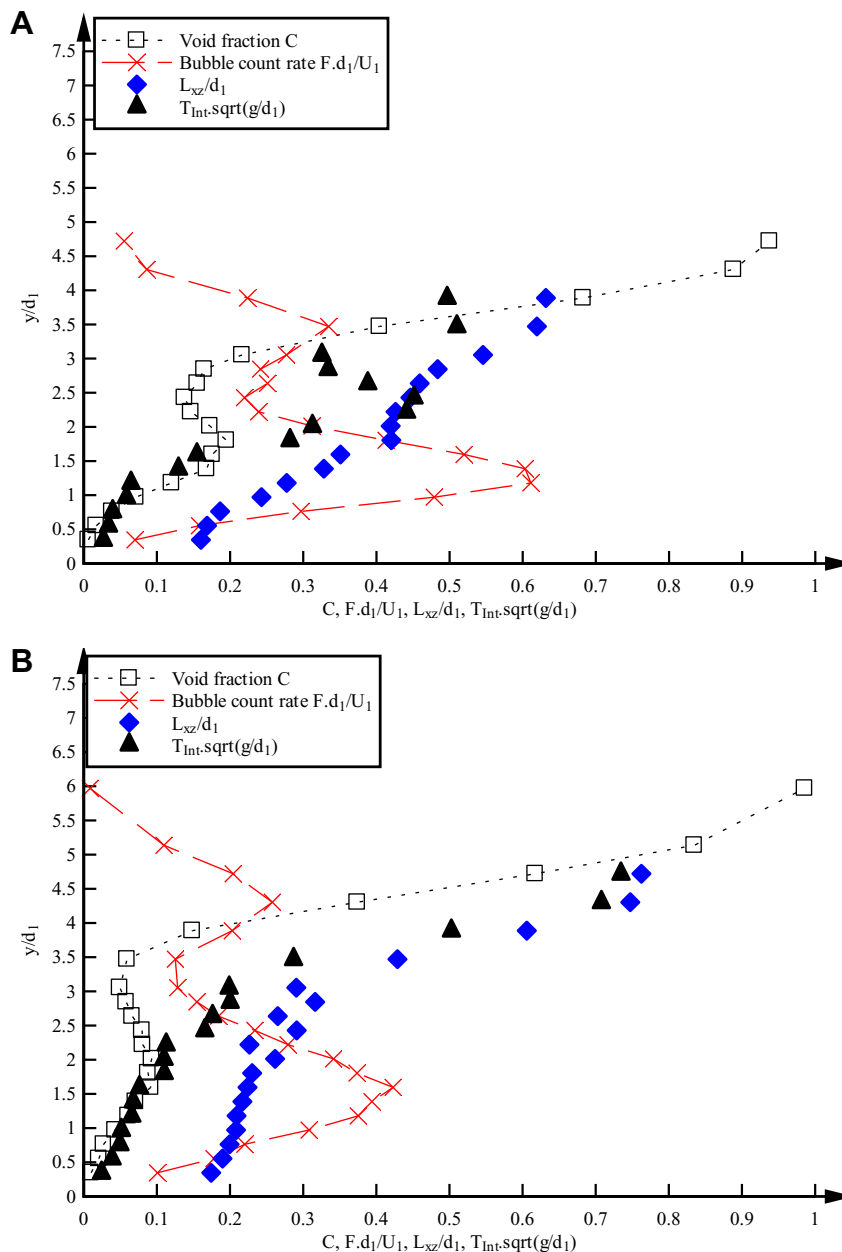 A
Void fraction C
Bubble count rate F.d₁/U₁
Lxz/d₁
TInt.sqrt(g/d₁)
7.5
7
6.5
6
5.5
5
4.5
4
3.5
3
2.5
2
1.5
1
0.5
0
y/d₁
0 0.1 0.2 0.3 0.4 0.5 0.6 0.7 0.8 0.9 1
C, F.d₁/U₁, Lxz/d₁, TInt.sqrt(g/d₁)
B
Void fraction C
Bubble count rate F.d₁/U₁
Lxz/d₁
TInt.sqrt(g/d₁)
7.5
7
6.5
6
5.5
5
4.5
4
3.5
3
2.5
2
1.5
1
0.5
0
y/d₁
0 0.1 0.2 0.3 0.4 0.5 0.6 0.7 0.8 0.9 1
C, F.d₁/U₁, Lxz/d₁, TInt.sqrt(g/d₁)